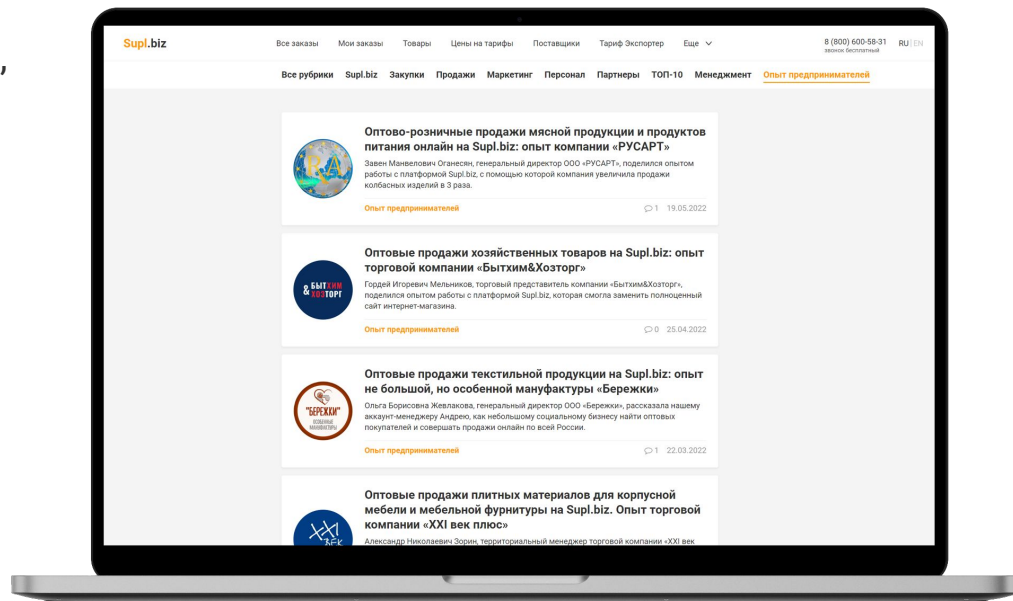 ,
Supl.biz
Все заказы Мои заказы Товары Цены на тарифы Поставщики Тариф Экспортер Еще
8 (800) 600-58-31
звонок бесплатный
RU EN
Все рубрики Supl.biz Закупки Продажи Маркетинг Персонал Партнеры ТОП-10 Менеджмент Опыт предпринимателей
RA
Оптово-розничные продажи мясной продукции и продуктов
питания онлайн на Supl.biz: опыт компании «РУСАРТ»
Завен Манвелович Оганесян, генеральный директор ООО «РУСАРТ», поделился опытом
работы с платформой Supl.biz, с помощью которой компания увеличила продажи
колбасных изделий в 3 раза.
Опыт предпринимателей 1 19.05.2022
& БЫТХИМ
ХОЗТОРГ
Оптовые продажи хозяйственных товаров на Supl.biz: опыт
торговой компании «Бытхим&Хозторг»
Гордей Игоревич Мельников, торговый представитель компании «Бытхим&Хозторг»,
поделился опытом работы с платформой Supl.biz, которая смогла заменить полноценный
сайт интернет-магазина.
Опыт предпринимателей 0 25.04.2022
"БЕРЕЖКИ"
ОСОБЕННЫЕ
МАНУФАКТУРЫ
Оптовые продажи текстильной продукции на Supl.biz: опыт
не большой, но особенной мануфактуры «Бережки»
Ольга Борисовна Жевлакова, генеральный директор ООО «Бережки», рассказала нашему
аккаунт-менеджеру Андрею, как небольшому социальному бизнесу найти оптовых
покупателей и совершать продажи онлайн по всей России.
Опыт предпринимателей 1 22.03.2022
XXI
ВЕК
Оптовые продажи плитных материалов для корпусной
мебели и мебельной фурнитуры на Supl.biz. Опыт торговой
компании «XXI век плюс»
Александр Николаевич Зорин, территориальный менеджер торговой компании «XXI век